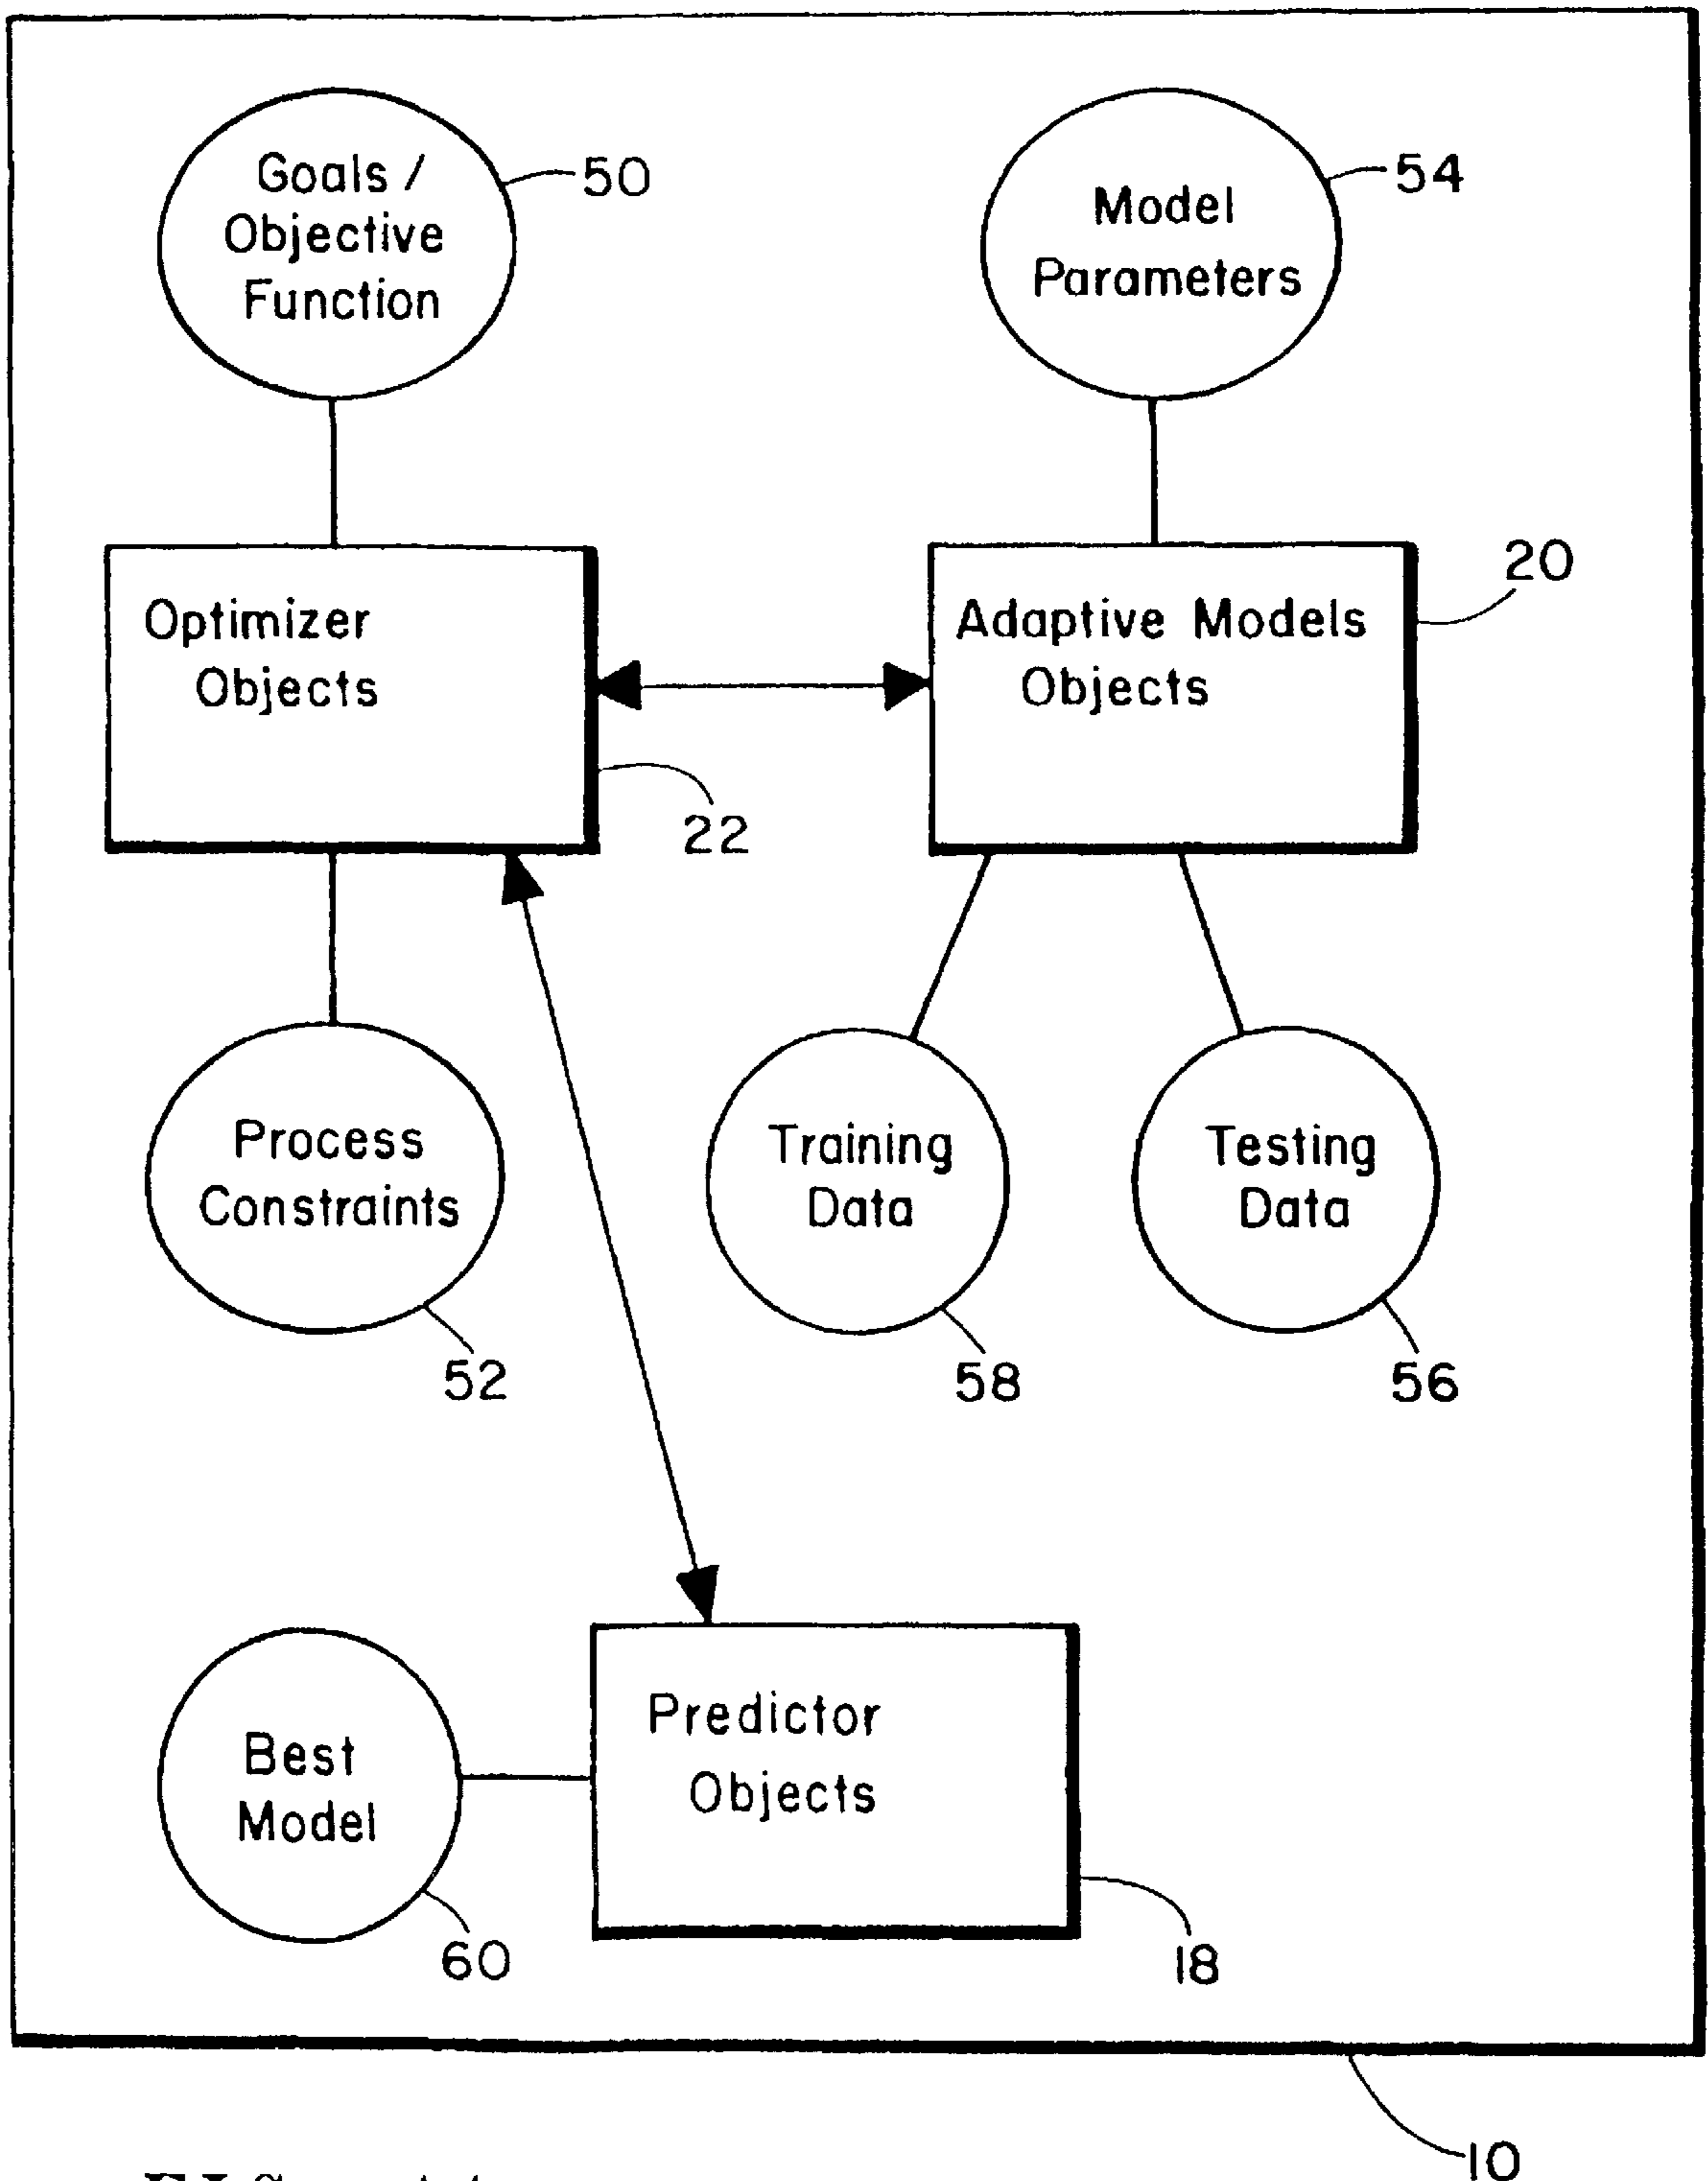 Goals /
Objective
Function
50
Model
Parameters
54
Optimizer
Objects
22
Adaptive Models
Objects
20
Process
Constraints
52
Training
Data
58
Testing
Data
56
Best
Model
60
Predictor
Objects
18
10